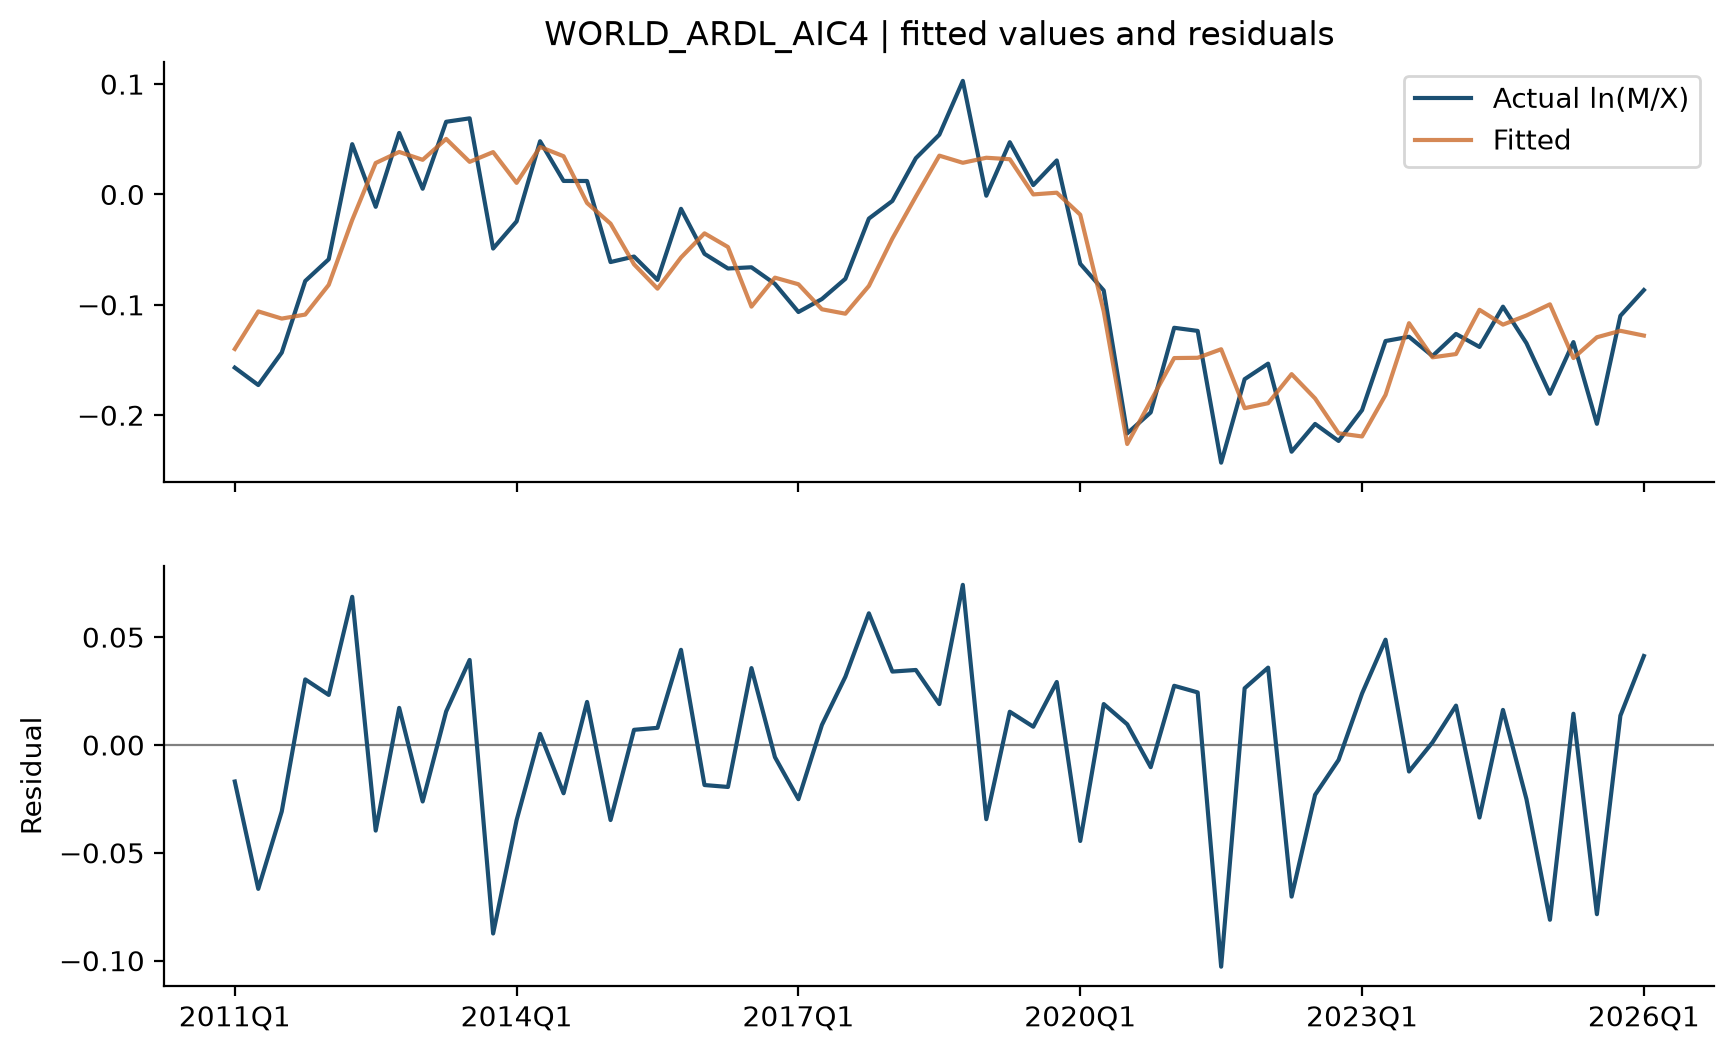 WORLD_ARDL_AIC4 | fitted values and residuals
Actual ln(M/X)
Fitted
0.1
0.0
−0.1
−0.2
Residual
0.05
0.00
−0.05
−0.10
2011Q1 2014Q1 2017Q1 2020Q1 2023Q1 2026Q1